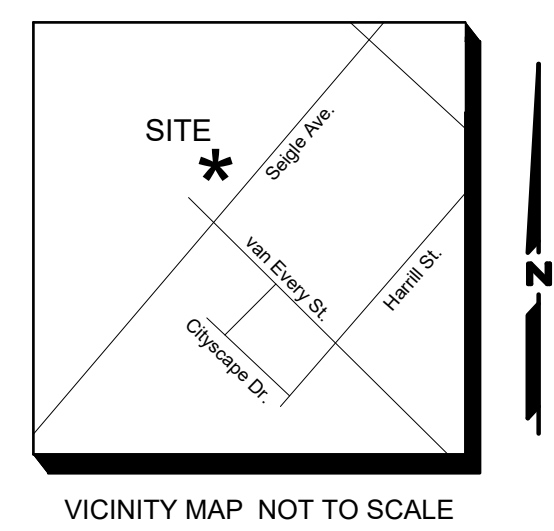 SITE
*
Seigle Ave.
van Every St.
Harrill St.
Cityscape Dr.
N
VICINITY MAP NOT TO SCALE